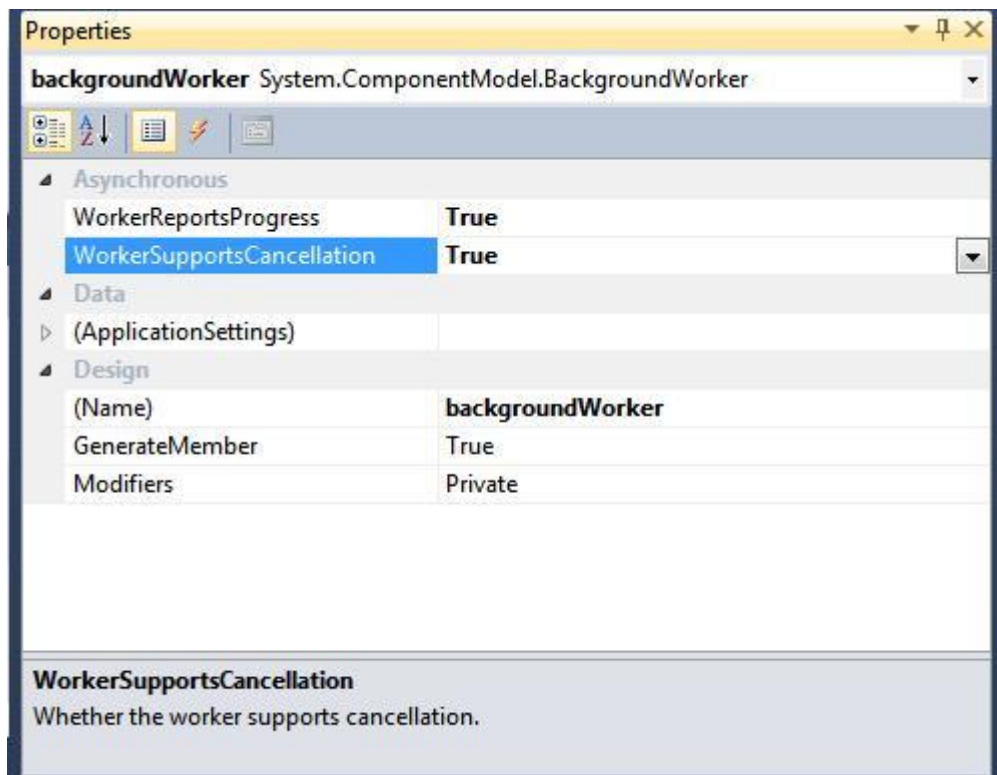 Properties
backgroundWorker System.ComponentModel.BackgroundWorker
Asynchronous
WorkerReportsProgress True
WorkerSupportsCancellation True
Data
(ApplicationSettings)
Design
(Name) backgroundWorker
GenerateMember True
Modifiers Private
WorkerSupportsCancellation
Whether the worker supports cancellation.